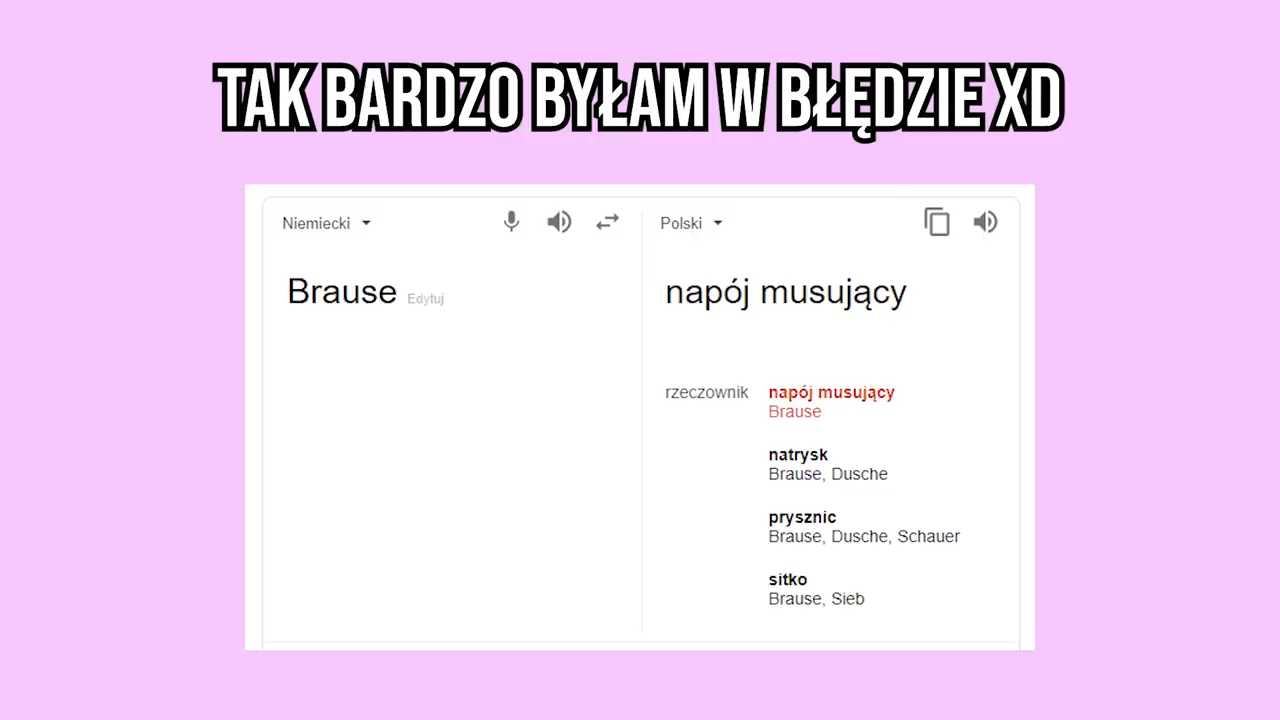 TAK BARDZO BYŁAM W BŁĘDZIE XD
Niemiecki
Polski
Brause Edytuj
napój musujący
rzeczownik
napój musujący
Brause
natrysk
Brause, Dusche
prysznic
Brause, Dusche, Schauer
sitko
Brause, Sieb